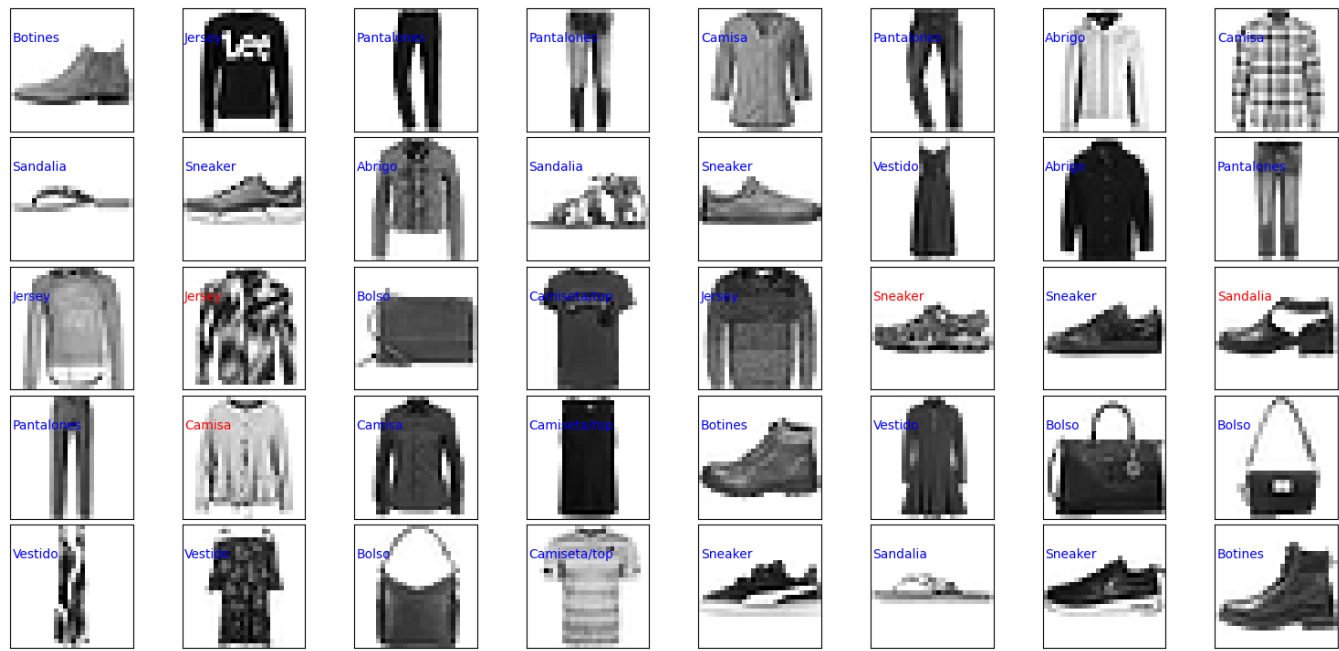 Botines
Jersey
Lee
Pantalones
Pantalones
Camisa
Pantalones
Abrigo
Camisa
Sandalia
Sneaker
Abrigo
Sandalia
Sneaker
Vestido
Abrigo
Pantalones
Jersey
Jersey
Bolso
Camiseta/top
Jersey
Sneaker
Sneaker
Sandalia
Pantalones
Camisa
Camisa
Camiseta/top
Botines
Vestido
Bolso
Bolso
Vestido
Vestido
Bolso
Camiseta/top
Sneaker
Sandalia
Sneaker
Botines